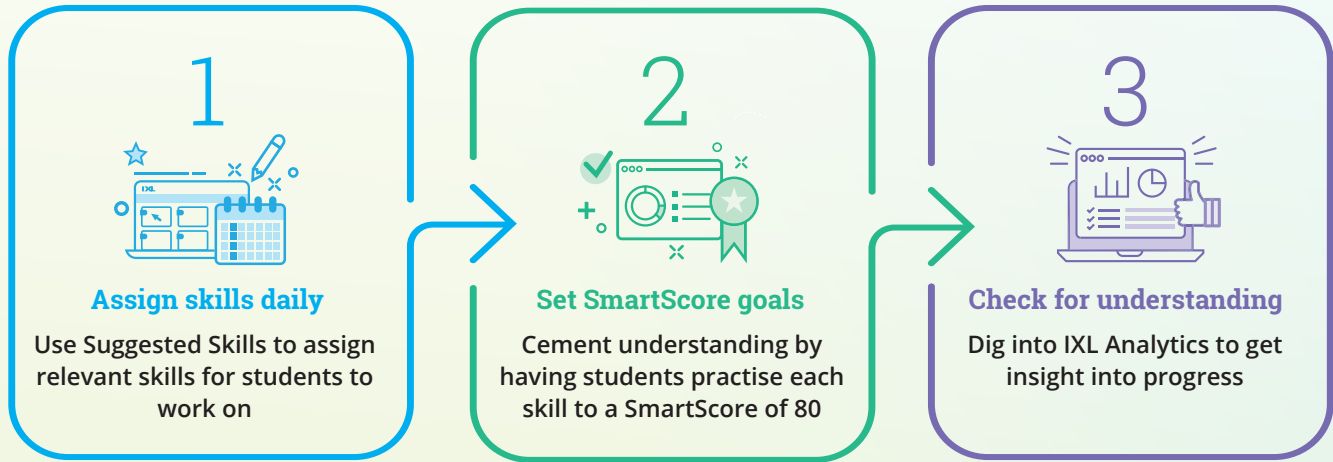 1
IXL
Assign skills daily
Use Suggested Skills to assign
relevant skills for students to
work on
2
Set SmartScore goals
Cement understanding by
having students practise each
skill to a SmartScore of 80
3
Check for understanding
Dig into IXL Analytics to get
insight into progress